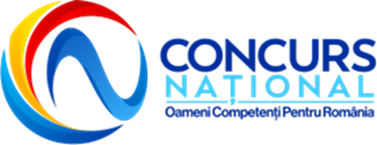 CONCURS
NAȚIONAL
Oameni Competenți Pentru România